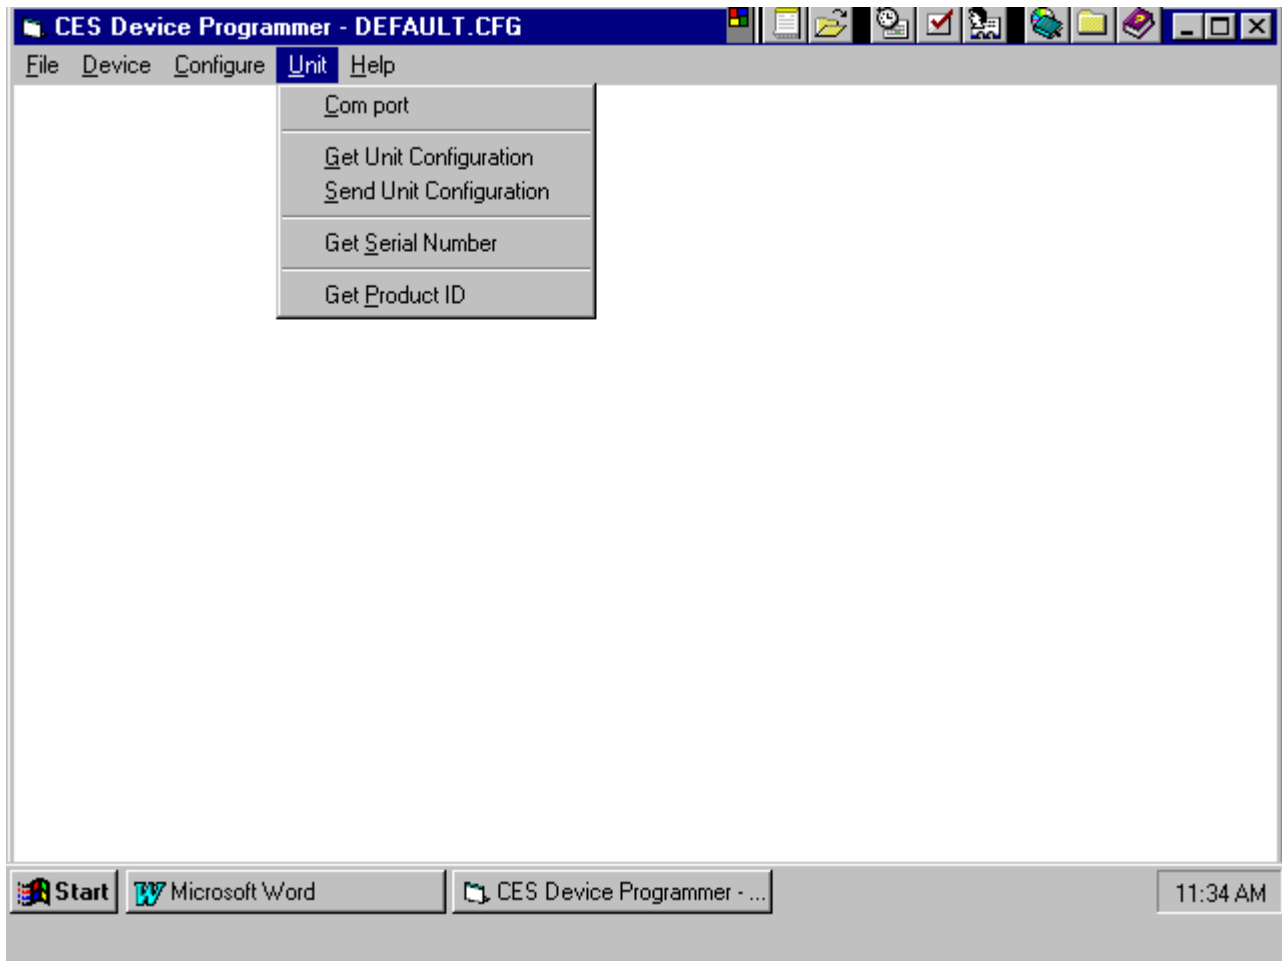 CES Device Programmer - DEFAULT.CFG
File Device Configure Unit Help
Com port
Get Unit Configuration
Send Unit Configuration
Get Serial Number
Get Product ID
Start Microsoft Word CES Device Programmer - ... 11:34 AM